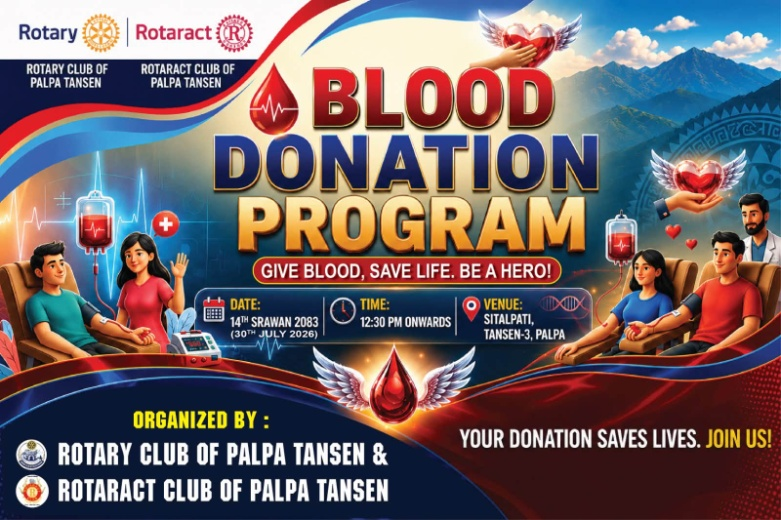 Rotary
Rotaract
ROTARY CLUB OF
PALPA TANSEN
ROTARACT CLUB OF
PALPA TANSEN
BLOOD
DONATION
PROGRAM
GIVE BLOOD, SAVE LIFE. BE A HERO!
DATE:
14TH SRAWAN 2083
(30TH JULY 2026)
TIME:
12:30 PM ONWARDS
VENUE:
SITALPATI,
TANSEN-3, PALPA
ORGANIZED BY :
ROTARY CLUB OF PALPA TANSEN &
ROTARACT CLUB OF PALPA TANSEN
YOUR DONATION SAVES LIVES. JOIN US!